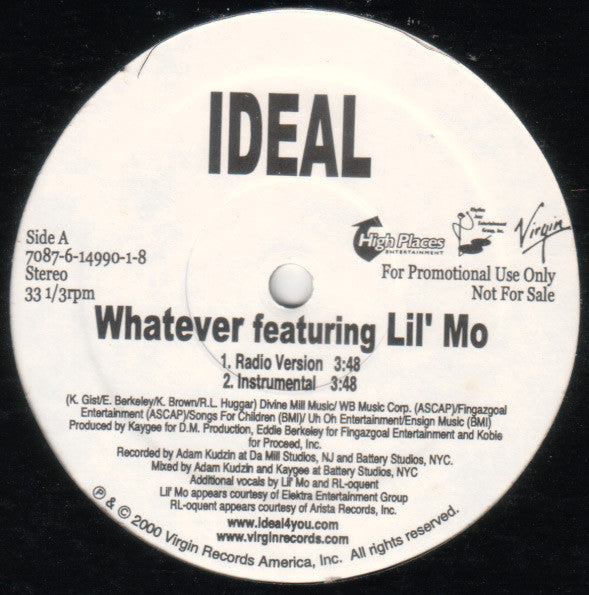 IDEAL
Side A
7087-6-14990-1-8
Stereo
33 1/3rpm
High Places
ENTERTAINMENT
Rhythm
Jazz
Entertainment
Group, Inc.
Virgin
For Promotional Use Only
Not For Sale
Whatever featuring Lil' Mo
1. Radio Version 3:48
2. Instrumental 3:48
(K. Gist/E. Berkeley/K. Brown/R.L. Huggar) Divine Mill Music/ WB Music Corp. (ASCAP)/Fingazgoal
Entertainment (ASCAP)/Songs For Children (BMI)/ Uh Oh Entertainment/Ensign Music (BMI)
Produced by Kaygee for D.M. Production, Eddie Berkeley for Fingazgoal Entertainment and Kobie
for Proceed, Inc.
Recorded by Adam Kudzin at Da Mill Studios, NJ and Battery Studios, NYC.
Mixed by Adam Kudzin and Kaygee at Battery Studios, NYC
Additional vocals by Lil' Mo and RL-oquent
Lil' Mo appears courtesy of Elektra Entertainment Group
RL-oquent appears courtesy of Arista Records, Inc.
www.ideal4you.com
www.virginrecords.com
℗ & © 2000 Virgin Records America, Inc. All rights reserved.